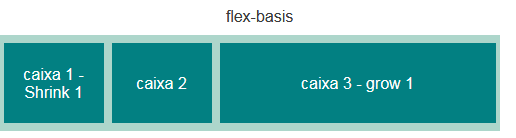 flex-basis
caixa 1 -
Shrink 1
caixa 2
caixa 3 - grow 1